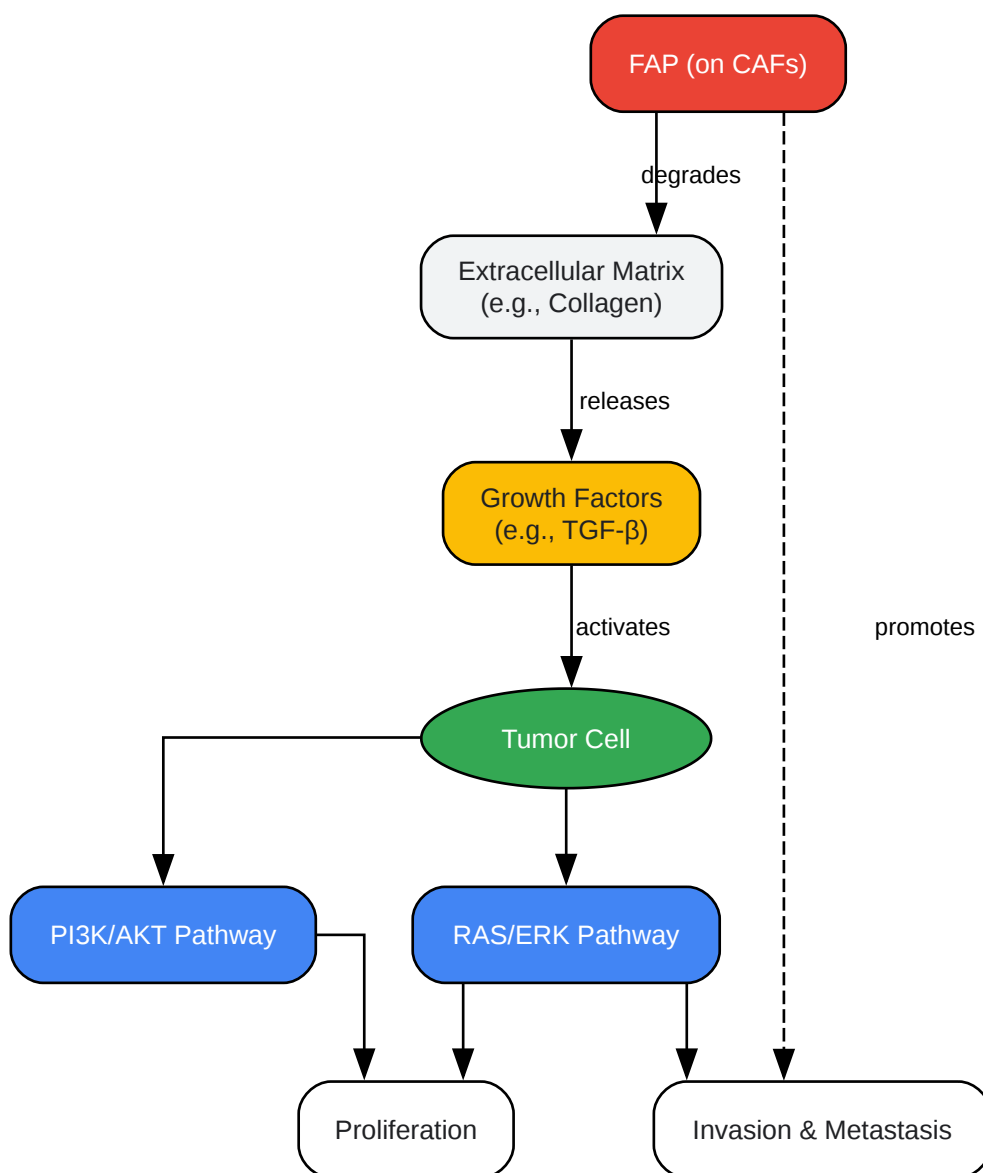 FAP (on CAFs)
degrades
Extracellular Matrix
(e.g., Collagen)
releases
Growth Factors
(e.g., TGF-β)
activates
promotes
Tumor Cell
PI3K/AKT Pathway
RAS/ERK Pathway
Proliferation
Invasion & Metastasis